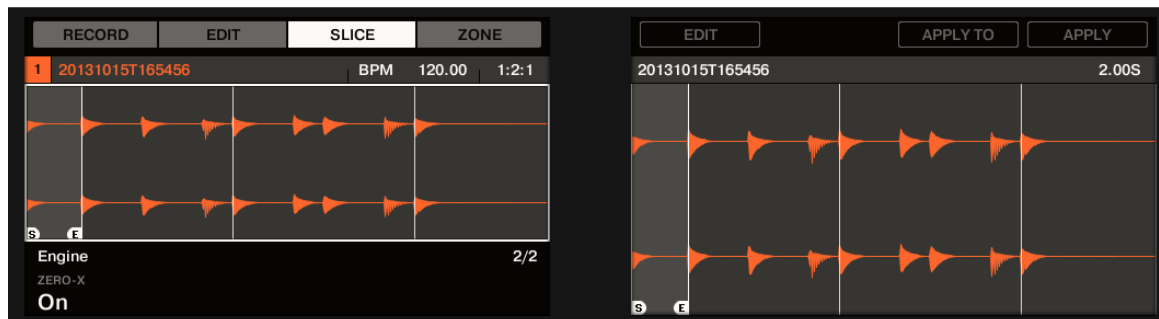 RECORD EDIT SLICE ZONE
1 20131015T165456 BPM 120.00 1:2:1
S E
Engine 2/2
ZERO-X
On
EDIT APPLY TO APPLY
20131015T165456 2.00S
S E